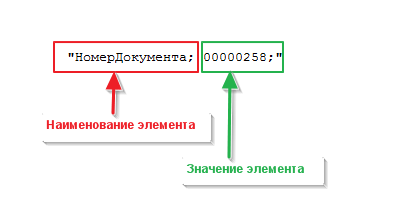 "НомерДокумента; 00000258;"
Наименование элемента
Значение элемента